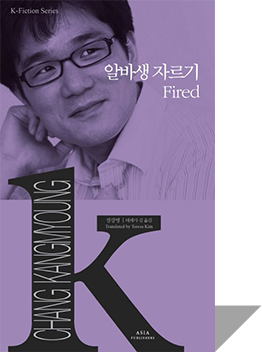 K-Fiction Series
알바생 자르기
Fired
장강명 | 테레사 김 옮김
Translated by Teresa Kim
CHANG KANGMYOUNG
K
ASIA
PUBLISHERS